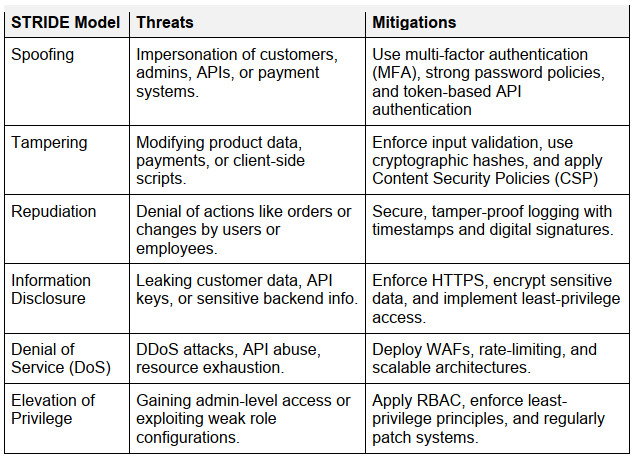 STRIDE Model Threats Mitigations
Spoofing
Impersonation of customers,
admins, APIs, or payment
systems.
Use multi-factor authentication
(MFA), strong password policies,
and token-based API
authentication
Tampering
Modifying product data,
payments, or client-side
scripts.
Enforce input validation, use
cryptographic hashes, and apply
Content Security Policies (CSP)
Repudiation
Denial of actions like orders or
changes by users or
employees.
Secure, tamper-proof logging with
timestamps and digital signatures.
Information
Disclosure
Leaking customer data, API
keys, or sensitive backend info.
Enforce HTTPS, encrypt sensitive
data, and implement least-privilege
access.
Denial of
Service (DoS)
DDoS attacks, API abuse,
resource exhaustion.
Deploy WAFs, rate-limiting, and
scalable architectures.
Elevation of
Privilege
Gaining admin-level access or
exploiting weak role
configurations.
Apply RBAC, enforce least-
privilege principles, and regularly
patch systems.